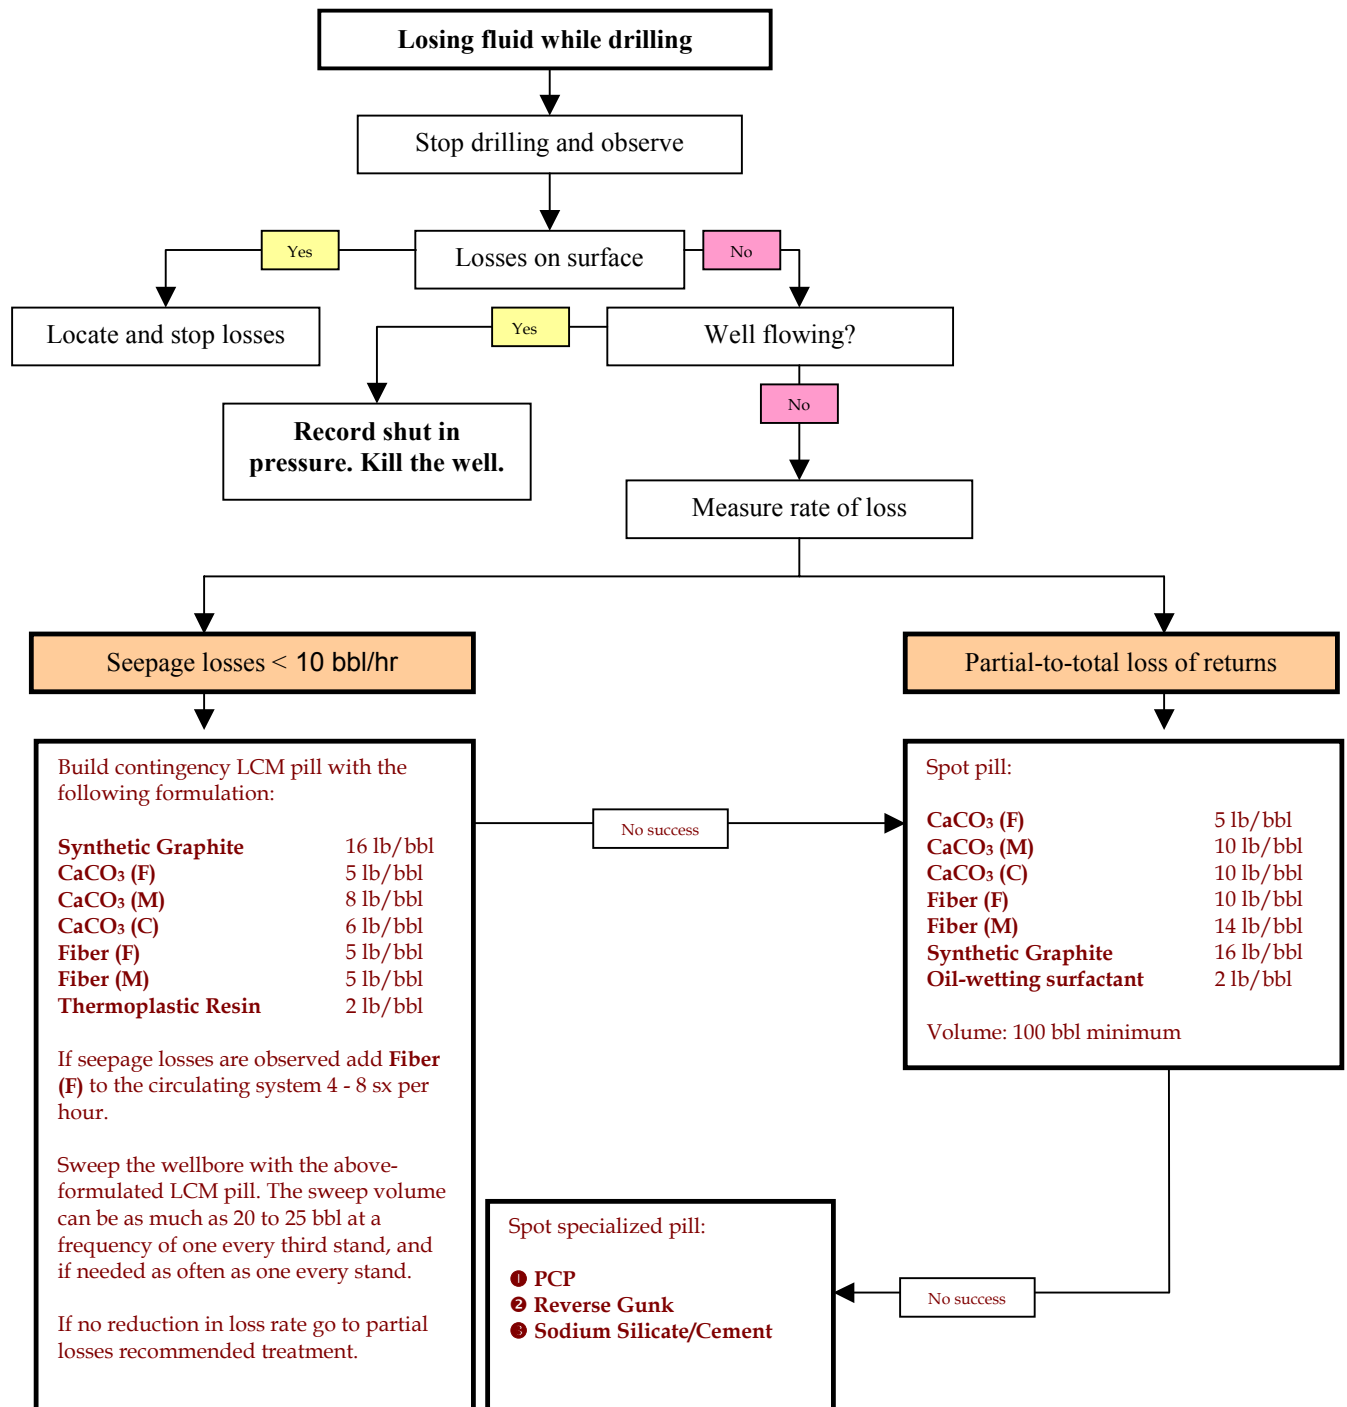 Losing fluid while drilling
Stop drilling and observe
Yes
Losses on surface
No
Locate and stop losses
Yes
Well flowing?
Record shut in
pressure. Kill the well.
No
Measure rate of loss
Seepage losses < 10 bbl/hr
Partial-to-total loss of returns
Build contingency LCM pill with the
following formulation:
Synthetic Graphite 16 lb/bbl
CaCO₃ (F) 5 lb/bbl
CaCO₃ (M) 8 lb/bbl
CaCO₃ (C) 6 lb/bbl
Fiber (F) 5 lb/bbl
Fiber (M) 5 lb/bbl
Thermoplastic Resin 2 lb/bbl
If seepage losses are observed add Fiber
(F) to the circulating system 4 - 8 sx per
hour.
Sweep the wellbore with the above-
formulated LCM pill. The sweep volume
can be as much as 20 to 25 bbl at a
frequency of one every third stand, and
if needed as often as one every stand.
If no reduction in loss rate go to partial
losses recommended treatment.
No success
Spot pill:
CaCO₃ (F) 5 lb/bbl
CaCO₃ (M) 10 lb/bbl
CaCO₃ (C) 10 lb/bbl
Fiber (F) 10 lb/bbl
Fiber (M) 14 lb/bbl
Synthetic Graphite 16 lb/bbl
Oil-wetting surfactant 2 lb/bbl
Volume: 100 bbl minimum
No success
Spot specialized pill:
❶ PCP
❷ Reverse Gunk
❸ Sodium Silicate/Cement